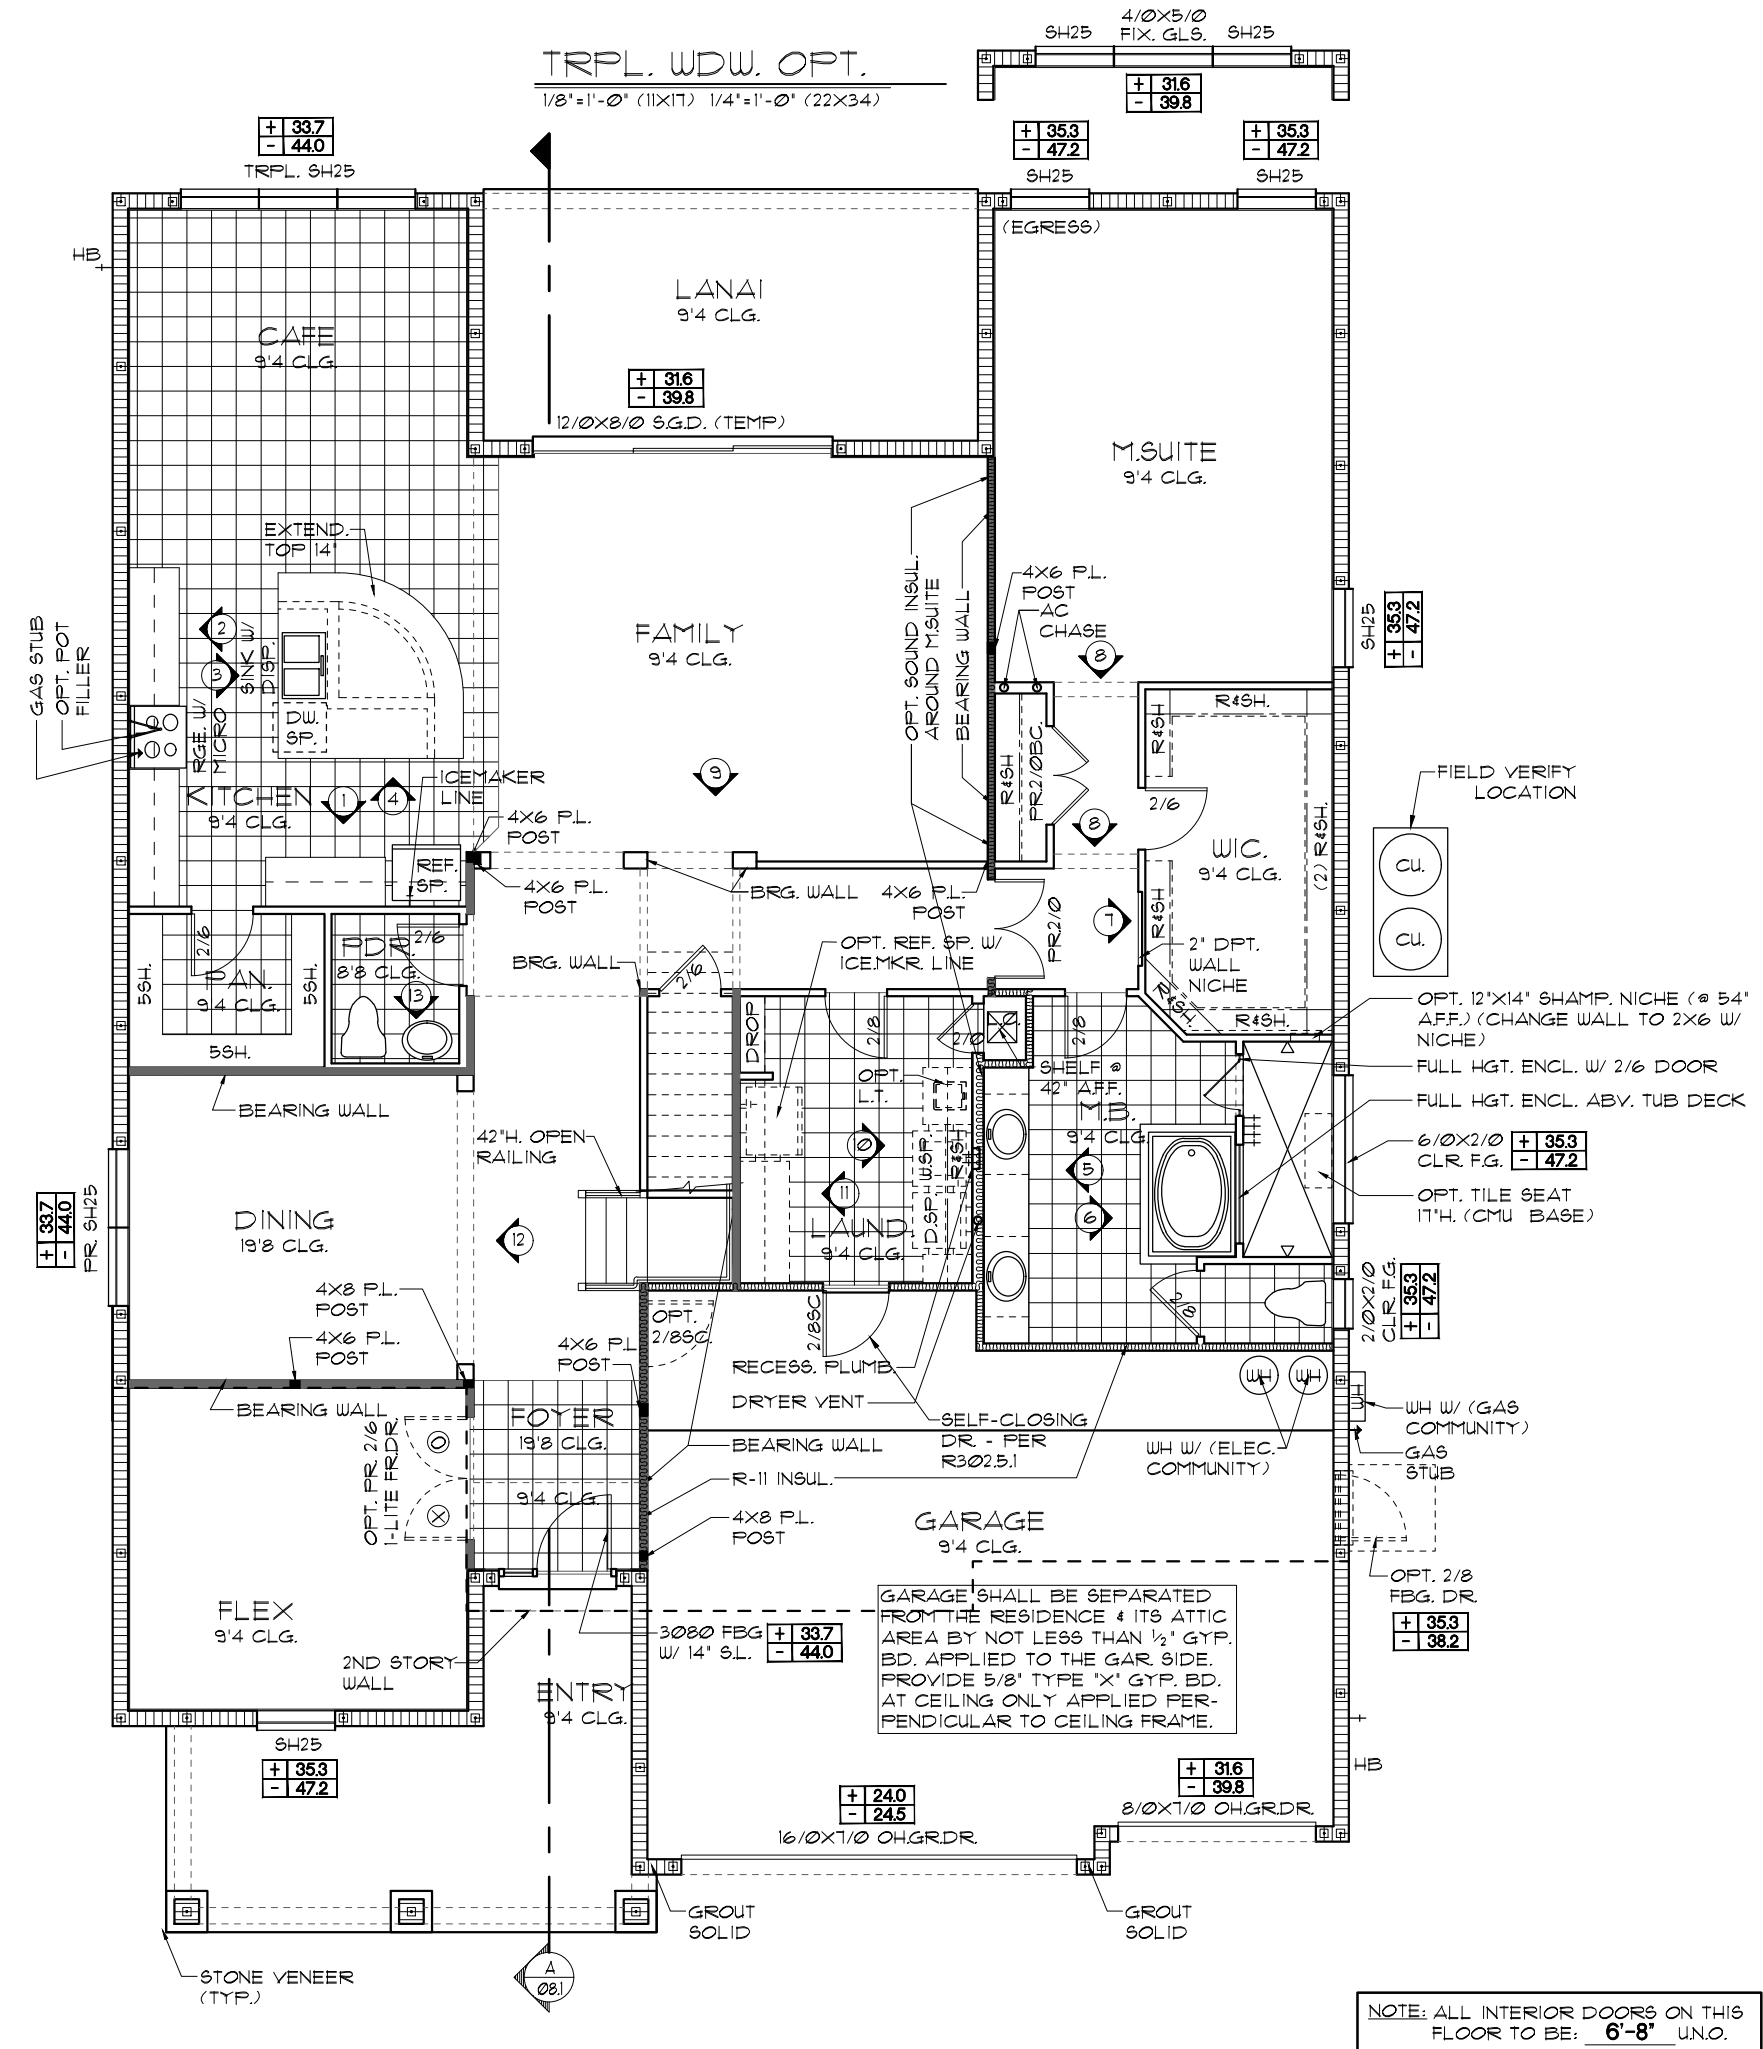 TRPL. WDW. OPT.
1/8"=1'-0" (11X17) 1/4"=1'-0" (22X34)
4/0X5/0
SH25 FIX. GLS. SH25
+ 31.6
- 39.8
+ 33.7
- 44.0
TRPL. SH25
+ 35.3
- 47.2
SH25
+ 35.3
- 47.2
SH25
(EGRESS)
HB
LANAI
9'4 CLG.
CAFE
9'4 CLG.
+ 31.6
- 39.8
12/0X8/0 S.G.D. (TEMP)
M.SUITE
9'4 CLG.
EXTEND.
TOP 14"
OPT. SOUND INSUL.
AROUND M.SUITE
BEARING WALL
4X6 P.L.
POST
AC
CHASE
SH25
+ 35.3
- 47.2
GAS STUB
OPT. POT
FILLER
2
3
SINK W/
DISP.
RGE. W/
MICRO
DW.
SP.
FAMILY
9'4 CLG.
8
R&SH.
R&SH
R&SH
PR.2/0BC.
9
ICEMAKER
LINE
KITCHEN
9'4 CLG.
1
4
4X6 P.L.
POST
8
2/6
WIC.
9'4 CLG.
(2) R&SH.
FIELD VERIFY
LOCATION
CU.
CU.
REF.
SP.
4X6 P.L.
POST
BRG. WALL
4X6 P.L.
POST
PR.2/0
7
R&SH
2/6
PDR.
8'8 CLG.
2/6
5SH.
PAN.
9'4 CLG.
5SH.
5SH.
13
BRG. WALL
2/6
OPT. REF. SP. W/
ICE.MKR. LINE
2" DPT.
WALL
NICHE
R&SH.
R&SH.
OPT. 12"X14" SHAMP. NICHE (@ 54"
A.F.F.) (CHANGE WALL TO 2X6 W/
NICHE)
DROP
2/8
2/0
2/8
SHELF @
42" A.F.F.
FULL HGT. ENCL. W/ 2/6 DOOR
OPT.
L.T.
M.B.
9'4 CLG.
FULL HGT. ENCL. ABV. TUB DECK
BEARING WALL
42"H. OPEN
RAILING
10
W.SP.
R&SH
5
6/0X2/0
CLR. F.G.
+ 35.3
- 47.2
11
LAUND.
9'4 CLG.
D.SP.
6
OPT. TILE SEAT
17"H. (CMU BASE)
+ 33.7
- 44.0
PR. SH25
DINING
19'8 CLG.
12
4X8 P.L.
POST
4X6 P.L.
POST
4X6 P.L.
POST
OPT.
2/8SC.
2/8SC
2/8
2/0X2/0
CLR. F.G.
+ 35.3
- 47.2
RECESS. PLUMB.
DRYER VENT
WH
WH
WH
BEARING WALL
FOYER
19'8 CLG.
OPT. PR. 2/6
1-LITE FR.DR.
O
X
9'4 CLG.
BEARING WALL
R-11 INSUL.
4X8 P.L.
POST
SELF-CLOSING
DR. - PER
R302.5.1
WH W/ (ELEC.
COMMUNITY)
WH W/ (GAS
COMMUNITY)
GAS
STUB
GARAGE
9'4 CLG.
OPT. 2/8
FBG. DR.
+ 35.3
- 38.2
GARAGE SHALL BE SEPARATED
FROM THE RESIDENCE & ITS ATTIC
AREA BY NOT LESS THAN ½" GYP.
BD. APPLIED TO THE GAR. SIDE.
PROVIDE 5/8" TYPE "X" GYP. BD.
AT CEILING ONLY APPLIED PER-
PENDICULAR TO CEILING FRAME.
FLEX
9'4 CLG.
2ND STORY
WALL
3080 FBG
W/ 14" S.L.
+ 33.7
- 44.0
ENTRY
9'4 CLG.
SH25
+ 35.3
- 47.2
+ 24.0
- 24.5
16/0X7/0 OH.GR.DR.
+ 31.6
- 39.8
8/0X7/0 OH.GR.DR.
HB
GROUT
SOLID
GROUT
SOLID
STONE VENEER
(TYP.)
A
08.1
NOTE: ALL INTERIOR DOORS ON THIS
FLOOR TO BE: 6'-8" U.N.O.